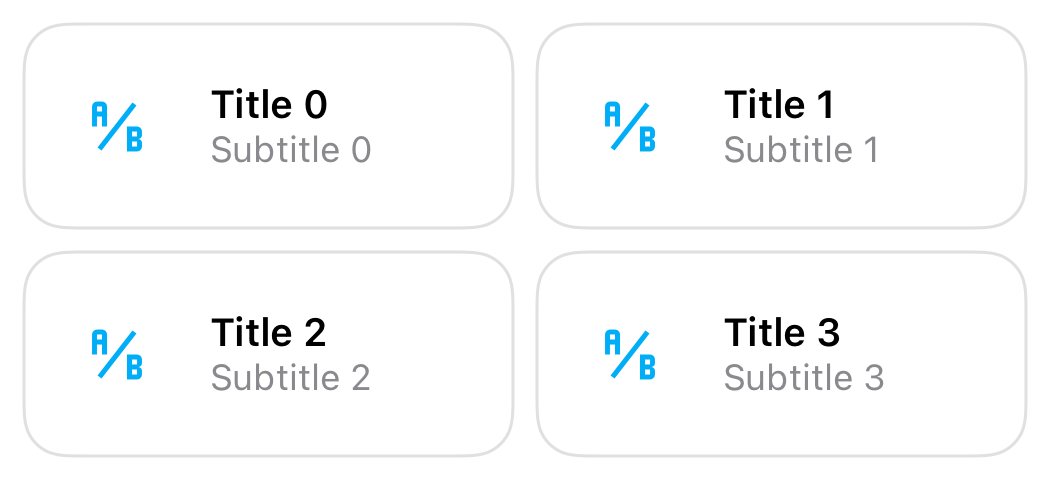 A/B
Title 0
Subtitle 0
A/B
Title 1
Subtitle 1
A/B
Title 2
Subtitle 2
A/B
Title 3
Subtitle 3